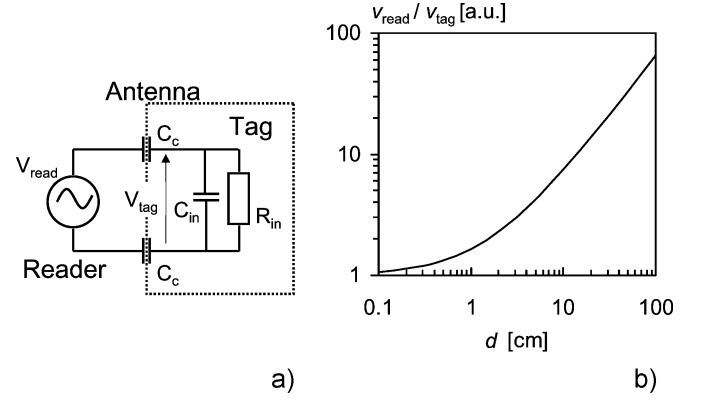 Antenna
Tag
C_c
V_read
V_tag
C_in
R_in
Reader
C_c
a)
v_read / v_tag [a.u.]
100
10
1
0.1
1
10
100
d [cm]
b)